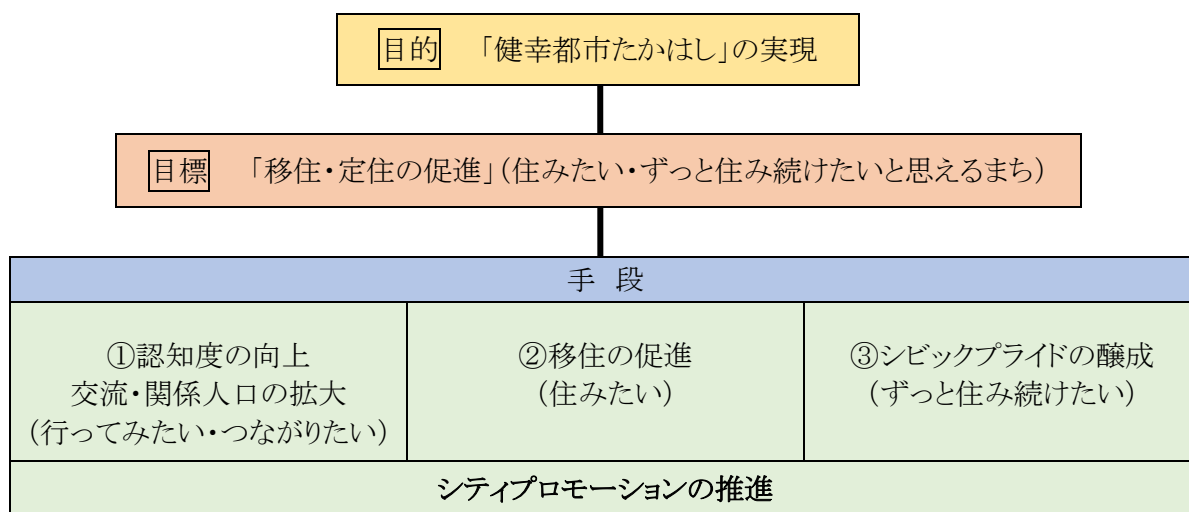 目的 「健幸都市たかはし」の実現
目標 「移住・定住の促進」(住みたい・ずっと住み続けたいと思えるまち)
手 段
①認知度の向上
交流・関係人口の拡大
(行ってみたい・つながりたい)
②移住の促進
(住みたい)
③シビックプライドの醸成
(ずっと住み続けたい)
シティプロモーションの推進